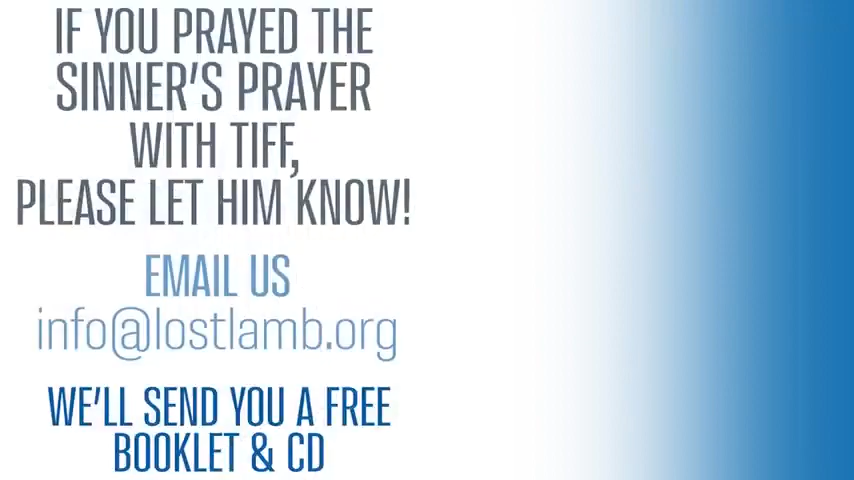 IF YOU PRAYED THE
SINNER'S PRAYER
WITH TIFF,
PLEASE LET HIM KNOW!
EMAIL US
info@lostlamb.org
WE'LL SEND YOU A FREE
BOOKLET & CD